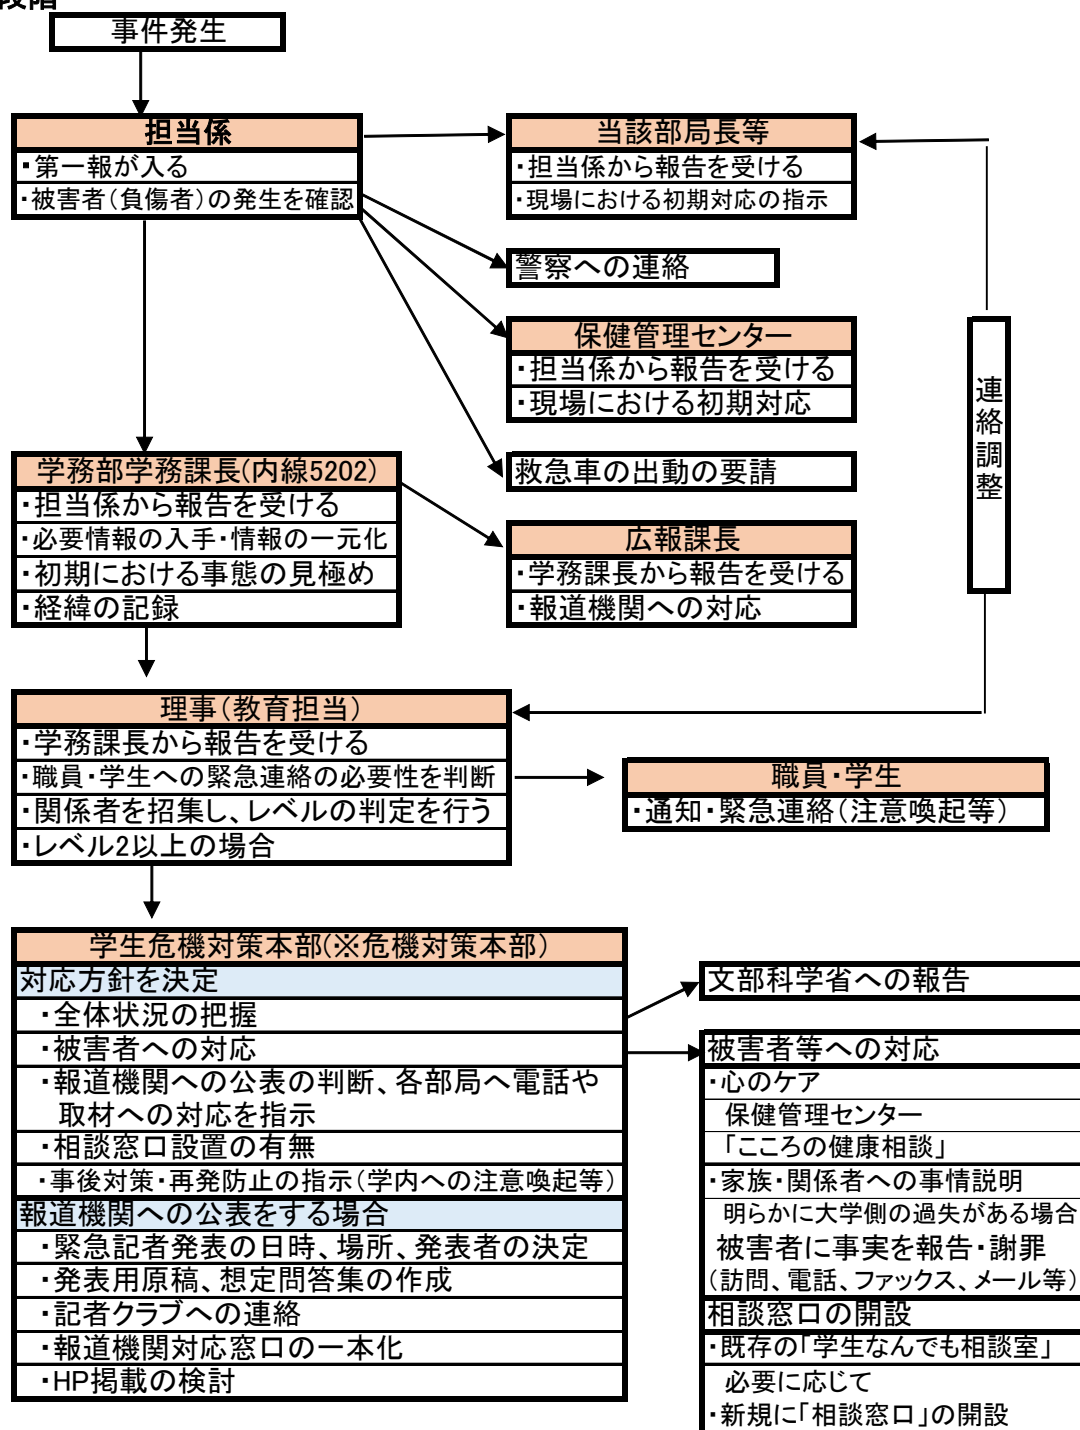 段階
事件発生
担当係
・第一報が入る
・被害者（負傷者）の発生を確認
当該部局長等
・担当係から報告を受ける
・現場における初期対応の指示
警察への連絡
保健管理センター
・担当係から報告を受ける
・現場における初期対応
救急車の出動の要請
連絡調整
学務部学務課長(内線5202）
・担当係から報告を受ける
・必要情報の入手・情報の一元化
・初期における事態の見極め
・経緯の記録
広報課長
・学務課長から報告を受ける
・報道機関への対応
理事（教育担当）
・学務課長から報告を受ける
・職員・学生への緊急連絡の必要性を判断
・関係者を招集し、レベルの判定を行う
・レベル2以上の場合
職員・学生
・通知・緊急連絡（注意喚起等）
学生危機対策本部(※危機対策本部）
対応方針を決定
・全体状況の把握
・被害者への対応
・報道機関への公表の判断、各部局へ電話や
取材への対応を指示
・相談窓口設置の有無
・事後対策・再発防止の指示（学内への注意喚起等）
報道機関への公表をする場合
・緊急記者発表の日時、場所、発表者の決定
・発表用原稿、想定問答集の作成
・記者クラブへの連絡
・報道機関対応窓口の一本化
・HP掲載の検討
文部科学省への報告
被害者等への対応
・心のケア
保健管理センター
「こころの健康相談」
・家族・関係者への事情説明
明らかに大学側の過失がある場合
被害者に事実を報告・謝罪
（訪問、電話、ファックス、メール等）
相談窓口の開設
・既存の「学生なんでも相談室」
必要に応じて
・新規に「相談窓口」の開設